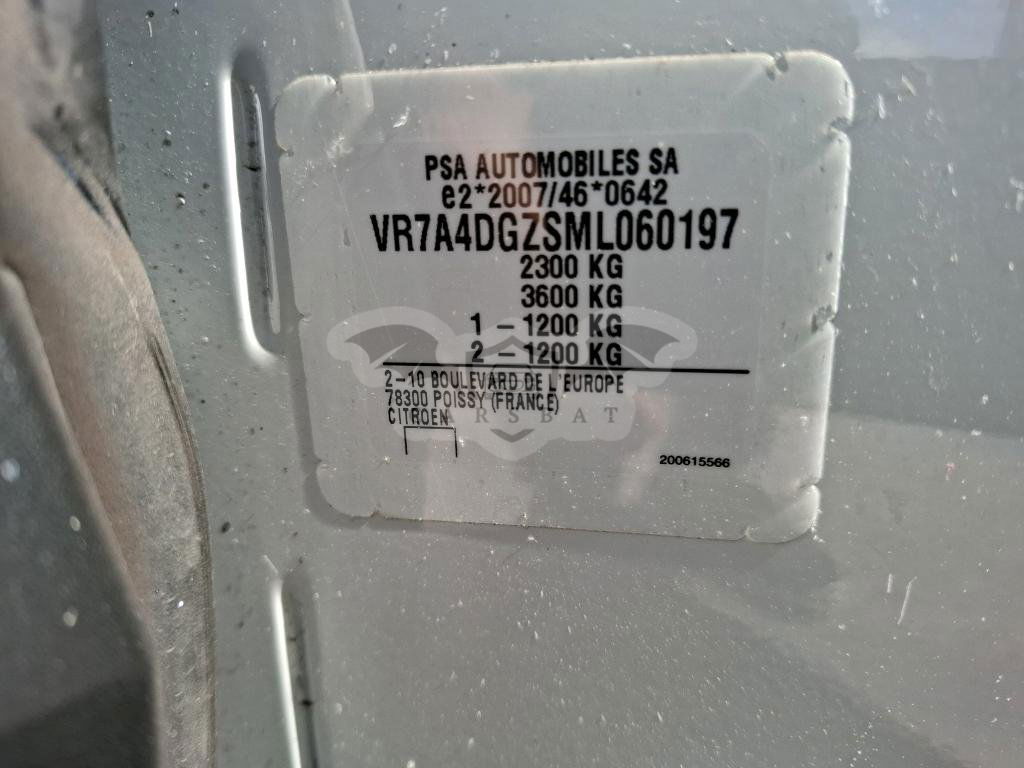 PSA AUTOMOBILES SA
e2*2007/46*0642
VR7A4DGZSML060197
2300 KG
3600 KG
1 – 1200 KG
2 – 1200 KG
2–10 BOULEVARD DE L'EUROPE
78300 POISSY (FRANCE)
CITROEN
ARSBAT
200615566